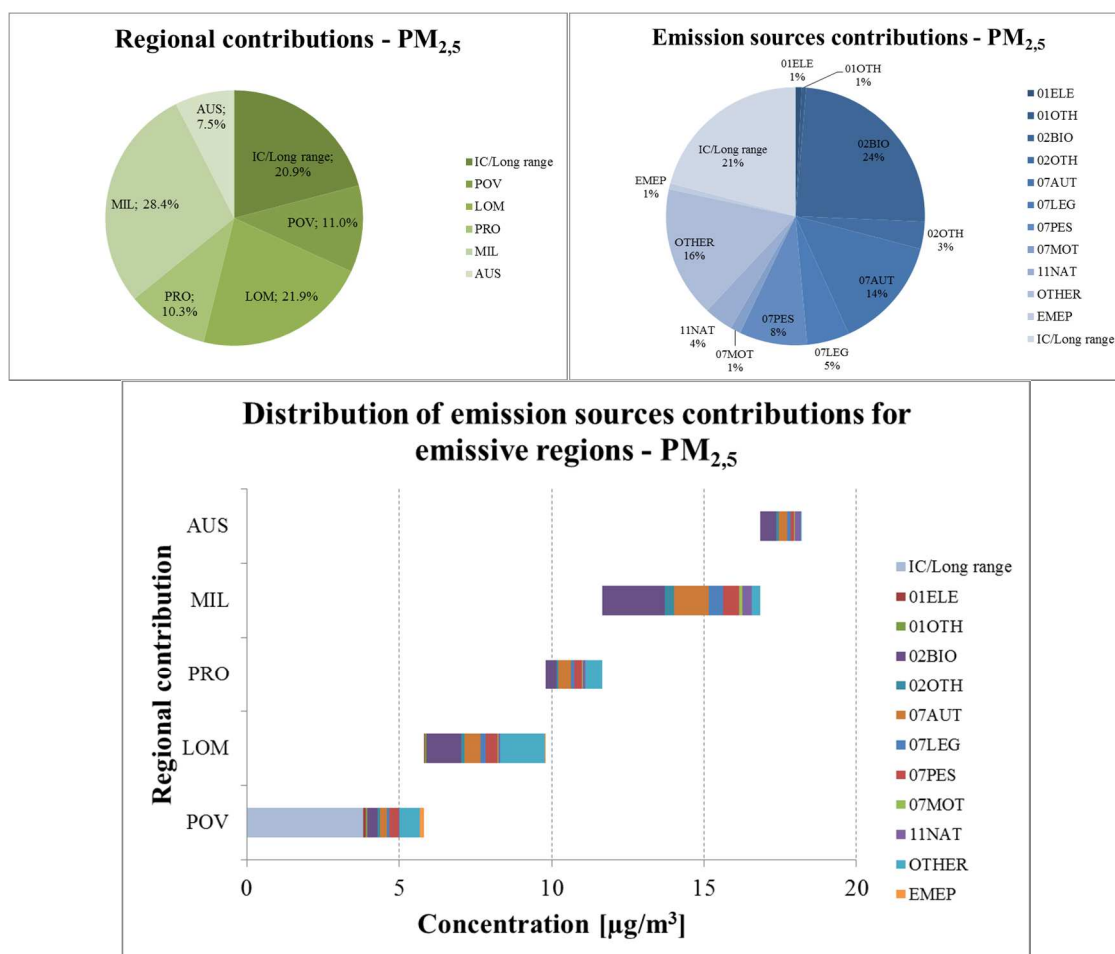 Regional contributions - PM2,5
AUS;
7.5%
IC/Long range;
20.9%
MIL; 28.4%
POV; 11.0%
PRO;
10.3%
LOM; 21.9%
IC/Long range
POV
LOM
PRO
MIL
AUS
Emission sources contributions - PM2,5
01ELE
1%
01OTH
1%
02BIO
24%
IC/Long range
21%
EMEP
1%
02OTH
3%
OTHER
16%
07AUT
14%
11NAT
4%
07MOT
1%
07PES
8%
07LEG
5%
01ELE
01OTH
02BIO
02OTH
07AUT
07LEG
07PES
07MOT
11NAT
OTHER
EMEP
IC/Long range
Distribution of emission sources contributions for
emissive regions - PM2,5
Regional contribution
AUS
MIL
PRO
LOM
POV
0 5 10 15 20
Concentration [µg/m³]
IC/Long range
01ELE
01OTH
02BIO
02OTH
07AUT
07LEG
07PES
07MOT
11NAT
OTHER
EMEP